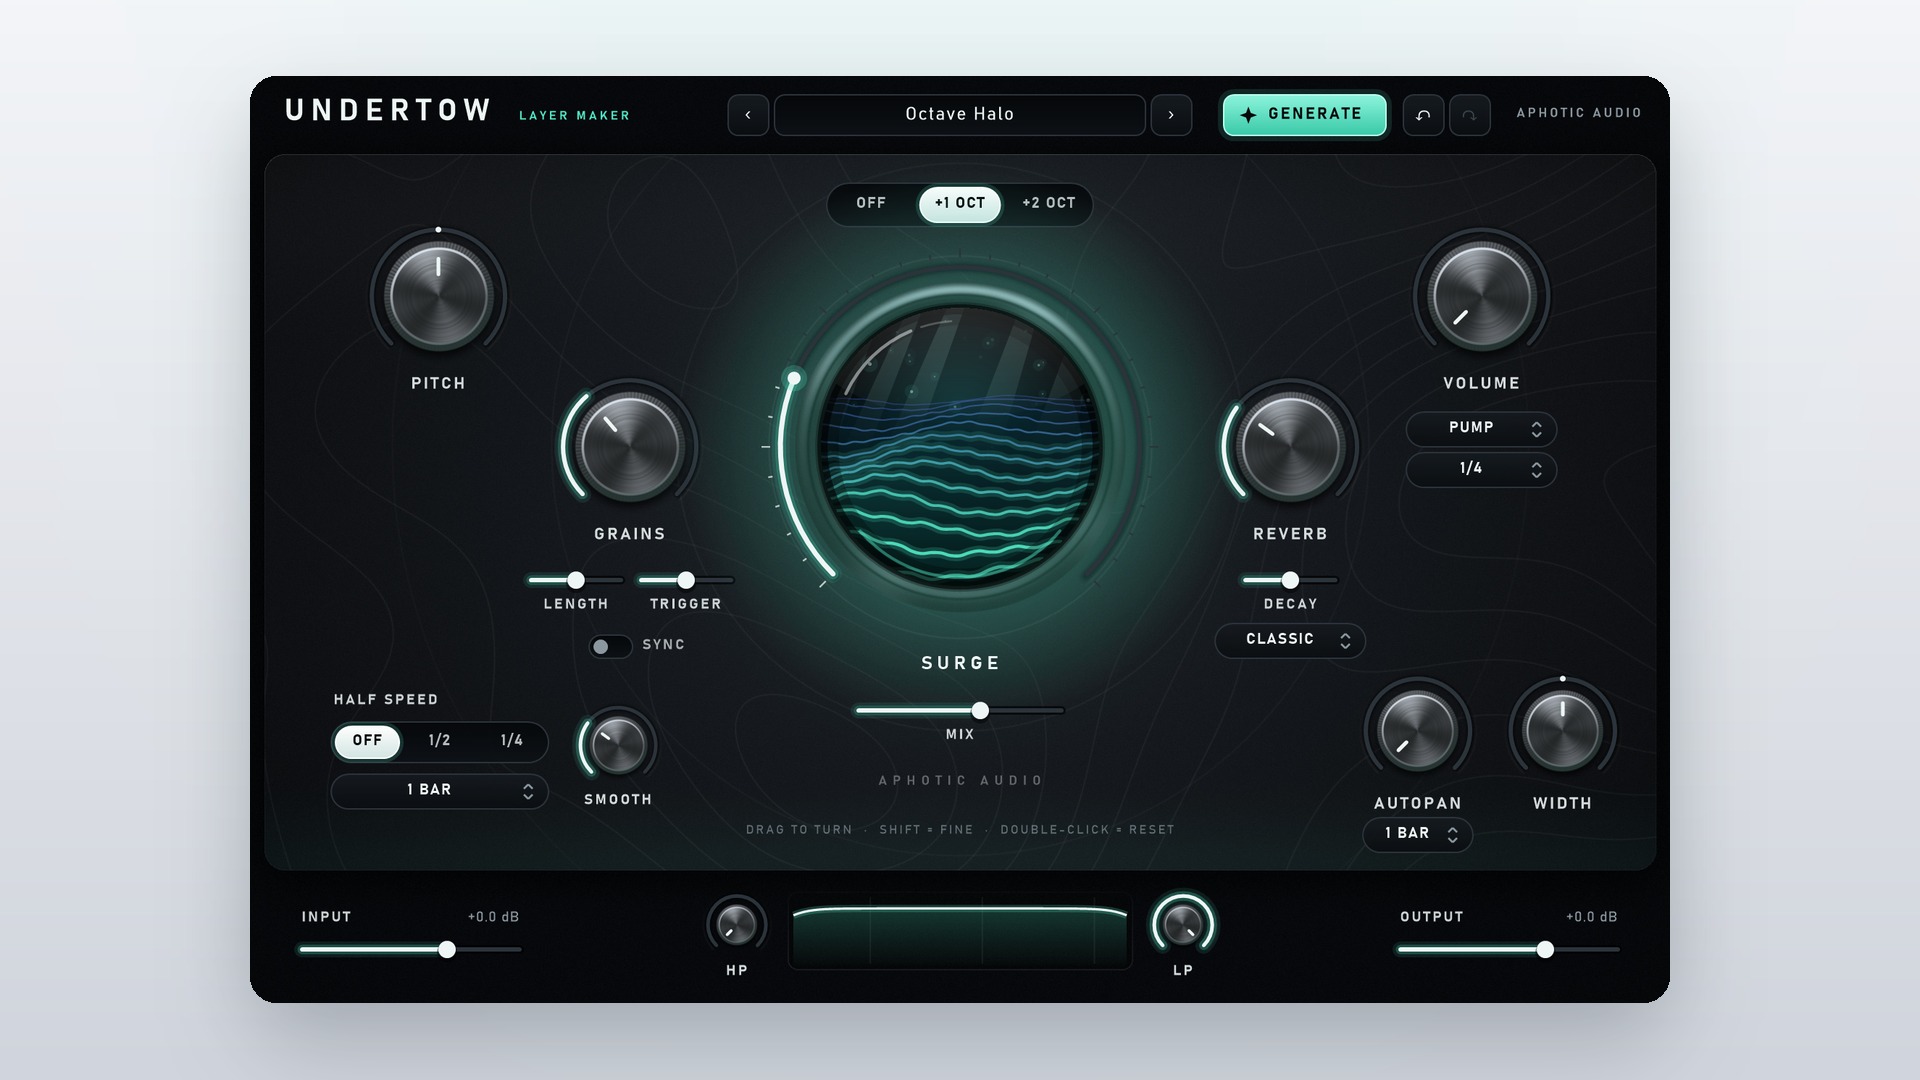 UNDERTOW LAYER MAKER ‹ Octave Halo › GENERATE APHOTIC AUDIO
OFF +1 OCT +2 OCT
PITCH
VOLUME
PUMP
1/4
GRAINS
REVERB
LENGTH TRIGGER
DECAY
SYNC
CLASSIC
SURGE
HALF SPEED
OFF 1/2 1/4
MIX
1 BAR
SMOOTH
APHOTIC AUDIO
AUTOPAN WIDTH
1 BAR
DRAG TO TURN · SHIFT = FINE · DOUBLE-CLICK = RESET
INPUT +0.0 dB
OUTPUT +0.0 dB
HP
LP